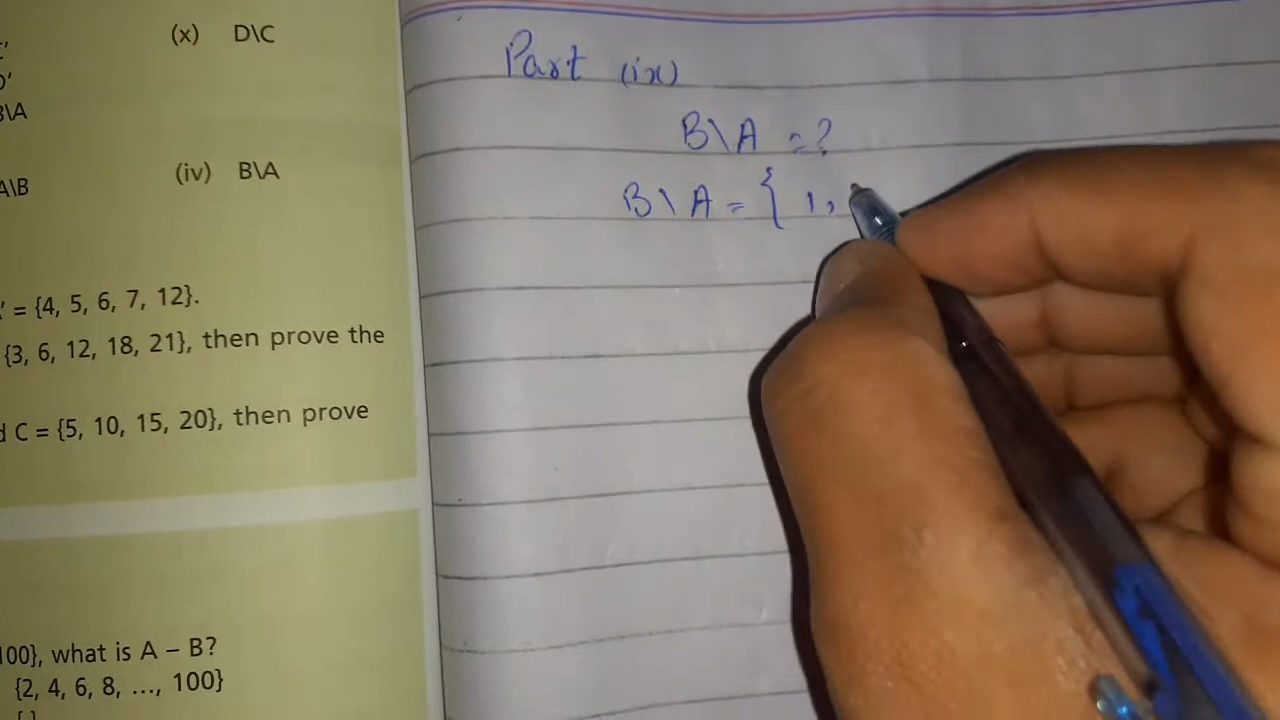 (x) D\C
B\A
A\B (iv) B\A
' = {4, 5, 6, 7, 12}.
{3, 6, 12, 18, 21}, then prove the
C = {5, 10, 15, 20}, then prove
100}, what is A – B?
{2, 4, 6, 8, ..., 100}
Part (ix)
B\A = ?
B\A = { 1,